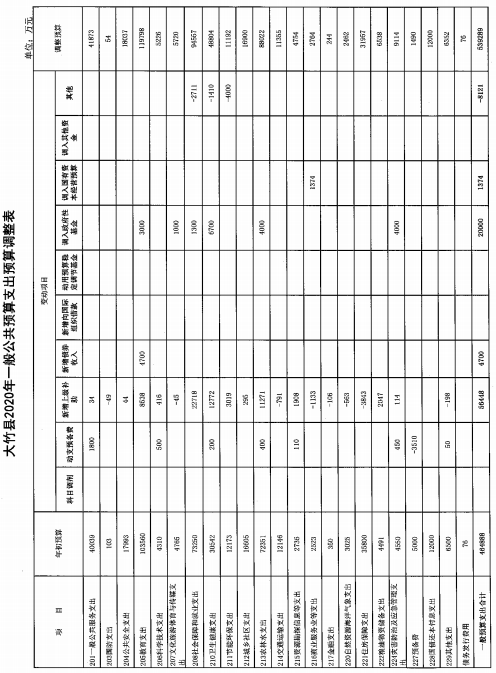 大竹县2020年一般公共预算支出预算调整表
单位：万元
项　目 年初预算 变动项目 调整预算
科目调剂 动支预备费 新增上级补助 新增债券收入 新增向国际组织借款 动用预算稳定调节基金 调入政府性基金 调入国有资本经营预算 调入其他资金 其他
201一般公共服务支出 40039 1800 34 41873
203国防支出 103 -49 54
204公共安全支出 17993 44 18037
205教育支出 103560 8538 4700 3000 119798
206科学技术支出 4310 500 416 5226
207文化旅游体育与传媒支出 4765 -45 1000 5720
208社会保障和就业支出 73250 22718 1300 -2711 94557
210卫生健康支出 30542 200 12772 6700 -1410 48804
211节能环保支出 12173 3019 -4000 11192
212城乡社区支出 16605 295 16900
213农林水支出 72351 400 11271 4000 88022
214交通运输支出 12146 -791 11355
215资源勘探信息等支出 2736 110 1908 4754
216商业服务业等支出 2523 -1133 1374 2764
217金融支出 350 -106 244
220自然资源海洋气象支出 3025 -563 2462
221住房保障支出 35800 -3843 31957
222粮油物资储备支出 4491 2047 6538
224灾害防治及应急管理支出 4550 450 114 4000 9114
227预备费 5000 -3510 1490
228国债还本付息支出 12000 12000
229其他支出 6500 50 -198 6352
债务发行费用 76 76
一般预算支出合计 484888 56448 4700 20000 1374 -8121 559289